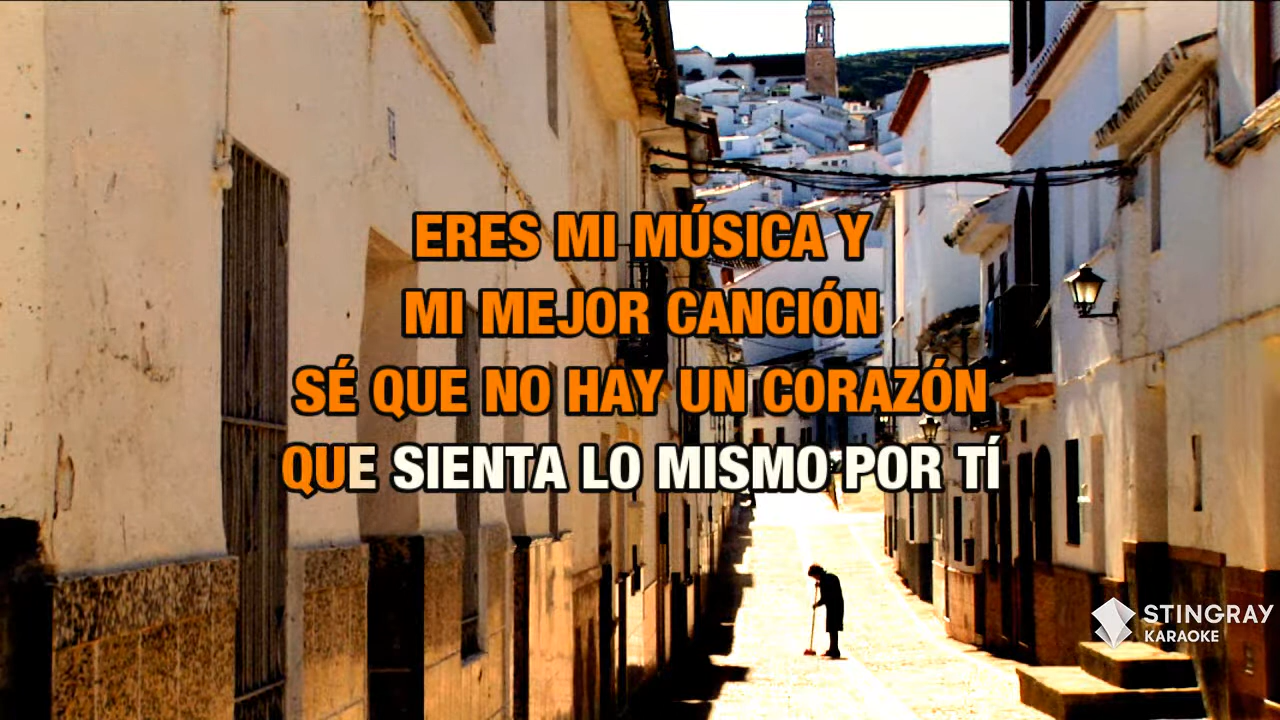 ERES MI MÚSICA Y
MI MEJOR CANCIÓN
SÉ QUE NO HAY UN CORAZÓN
QUE SIENTA LO MISMO POR TÍ
STINGRAY
KARAOKE